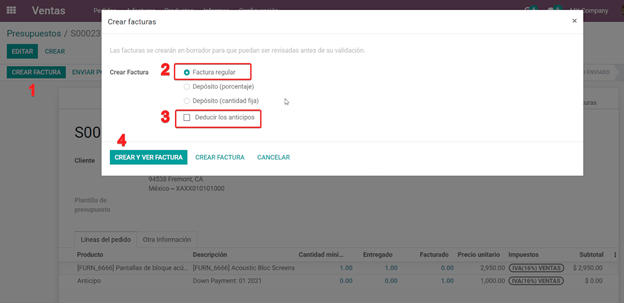 Ventas
Company
Presupuestos / S00023
EDITAR CREAR
CREAR FACTURA ENVIAR PO
1
Crear facturas ×
Las facturas se crearán en borrador para que puedan ser revisadas antes de su validación.
Crear Factura
2 Factura regular
Depósito (porcentaje)
Depósito (cantidad fija)
3 Deducir los anticipos
4
CREAR Y VER FACTURA CREAR FACTURA CANCELAR
ENVIADO
S00
Cliente
94538 Fremont, CA
México – XAXX010101000
Plantilla de
presupuesto
Líneas del pedido Otra Información
Producto Descripción Cantidad mini... Entregado Facturado Precio unitario Impuestos Subtotal
[FURN_6666] Pantallas de bloque acú... [FURN_6666] Acoustic Bloc Screens 1.00 1.00 0.00 2,950.00 IVA(16%) VENTAS $ 2,950.00
Anticipo Down Payment: 01 2021 0.00 0.00 1.00 1,000.00 IVA(16%) VENTAS $ 0.00